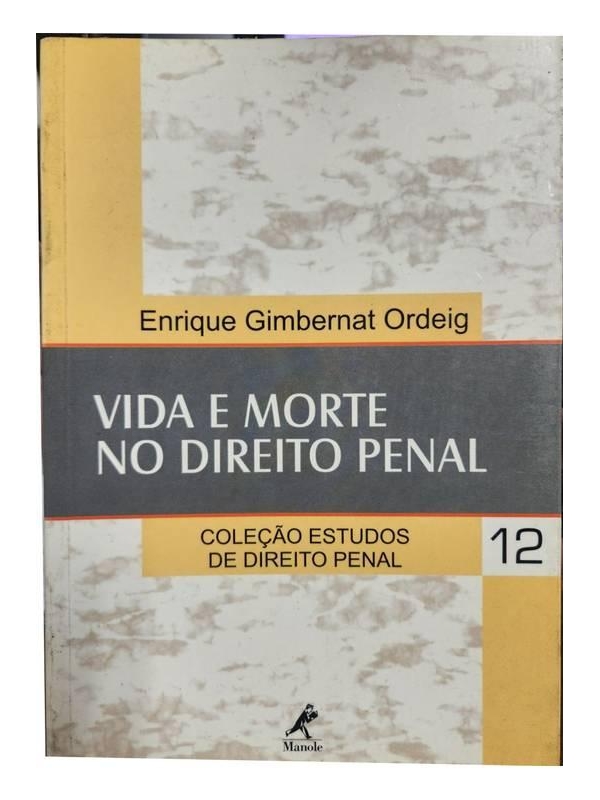 Enrique Gimbernat Ordeig
VIDA E MORTE
NO DIREITO PENAL
COLEÇÃO ESTUDOS
DE DIREITO PENAL
12
Manole